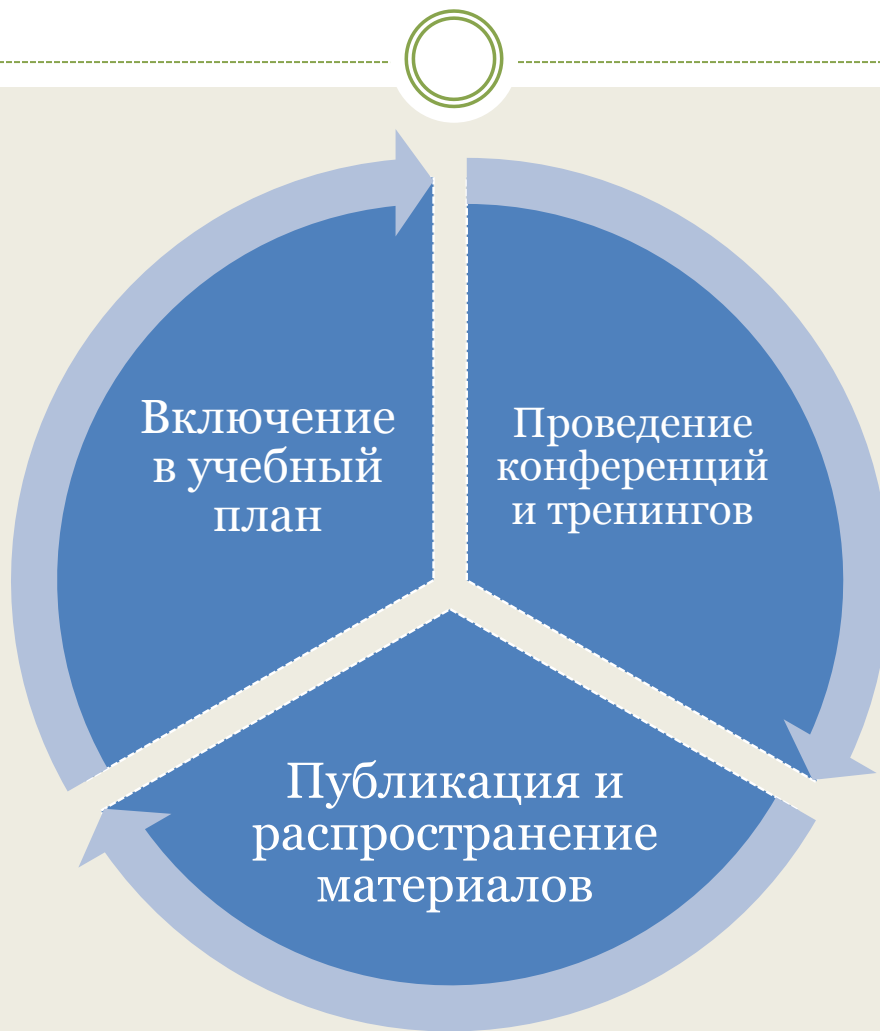 Включение
в учебный
план
Проведение
конференций
и тренингов
Публикация и
распространение
материалов